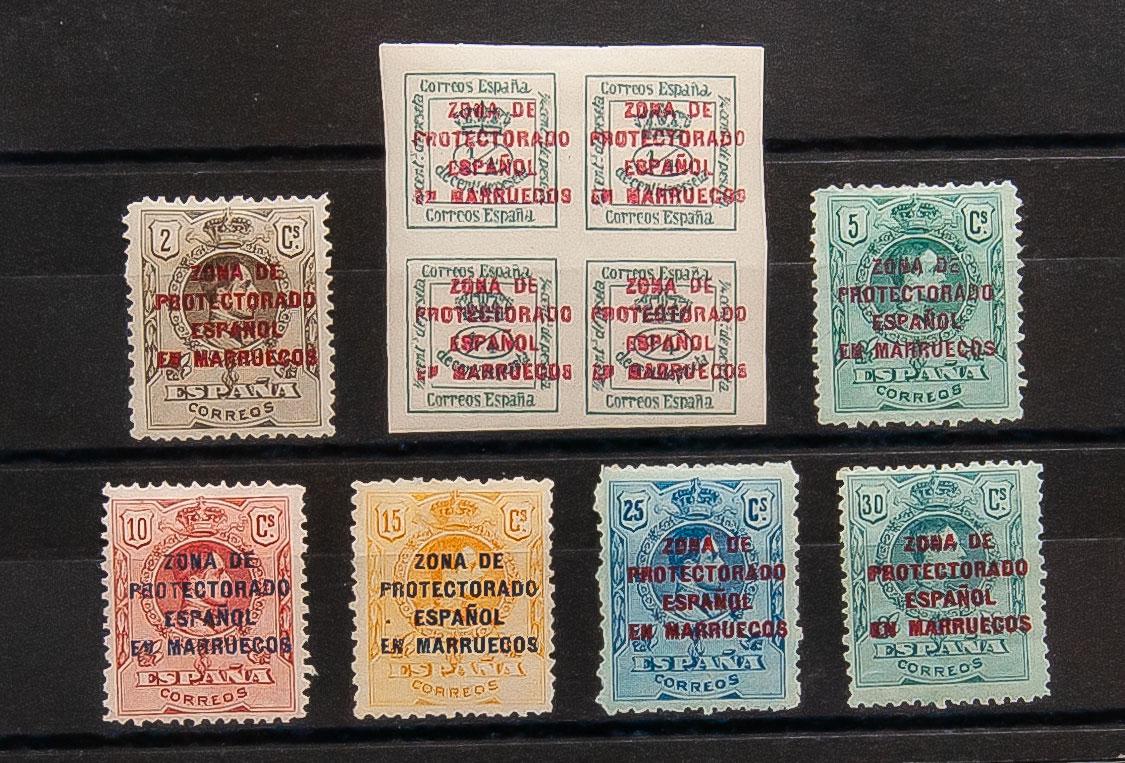 2 Cs.
ZONA DE
PROTECTORADO
ESPAÑOL
EN MARRUECOS
ESPAÑA
CORREOS
Correos España
ZONA DE
PROTECTORADO
ESPAÑOL
EN MARRUECOS
Correos España
Correos España
ZONA DE
PROTECTORADO
ESPAÑOL
EN MARRUECOS
Correos España
Correos España
ZONA DE
PROTECTORADO
ESPAÑOL
EN MARRUECOS
Correos España
Correos España
ZONA DE
PROTECTORADO
ESPAÑOL
EN MARRUECOS
Correos España
5 Cs.
ZONA DE
PROTECTORADO
ESPAÑOL
EN MARRUECOS
ESPAÑA
CORREOS
10 Cs.
ZONA DE
PROTECTORADO
ESPAÑOL
EN MARRUECOS
ESPAÑA
CORREOS
15 Cs.
ZONA DE
PROTECTORADO
ESPAÑOL
EN MARRUECOS
ESPAÑA
CORREOS
25 Cs.
ZONA DE
PROTECTORADO
ESPAÑOL
EN MARRUECOS
ESPAÑA
CORREOS
30 Cs.
ZONA DE
PROTECTORADO
ESPAÑOL
EN MARRUECOS
ESPAÑA
CORREOS